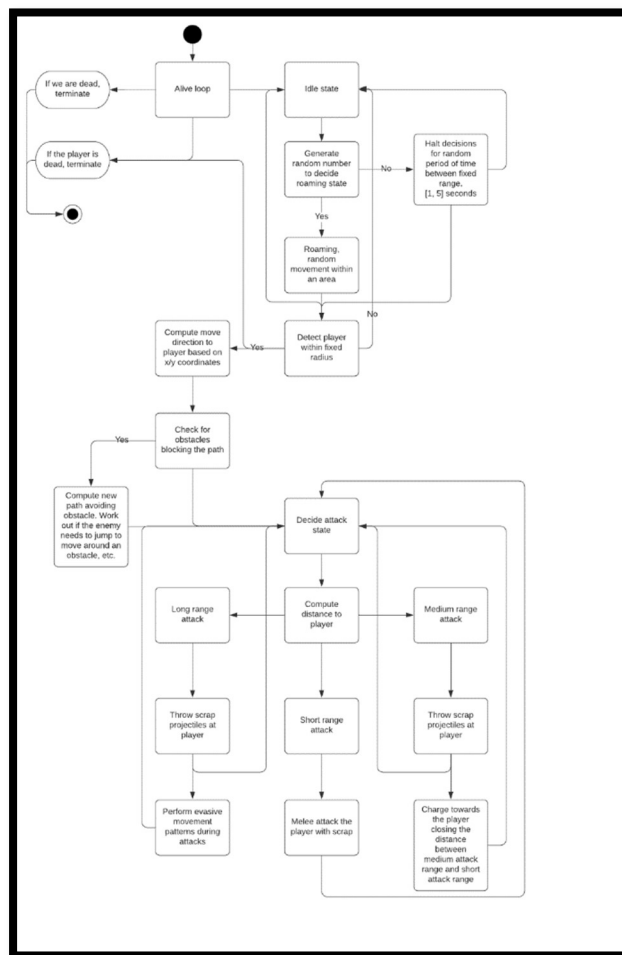 If we are dead,
terminate
Alive loop
Idle state
If the player is
dead, terminate
Generate
random number
to decide
roaming state
No
Halt decisions
for random
period of time
between fixed
range.
[1, 5] seconds
Yes
Roaming,
random
movement within
an area
No
Compute move
direction to
player based on
x/y coordinates
Yes
Detect player
within fixed
radius
Check for
obstacles
blocking the path
Yes
Compute new
path avoiding
obstacle. Work
out if the enemy
needs to jump to
move around an
obstacle, etc.
Decide attack
state
Long range
attack
Compute
distance to
player
Medium range
attack
Throw scrap
projectiles at
player
Short range
attack
Throw scrap
projectiles at
player
Perform evasive
movement
patterns during
attacks
Melee attack the
player with scrap
Charge towards
the player
closing the
distance
between
medium attack
range and short
attack range